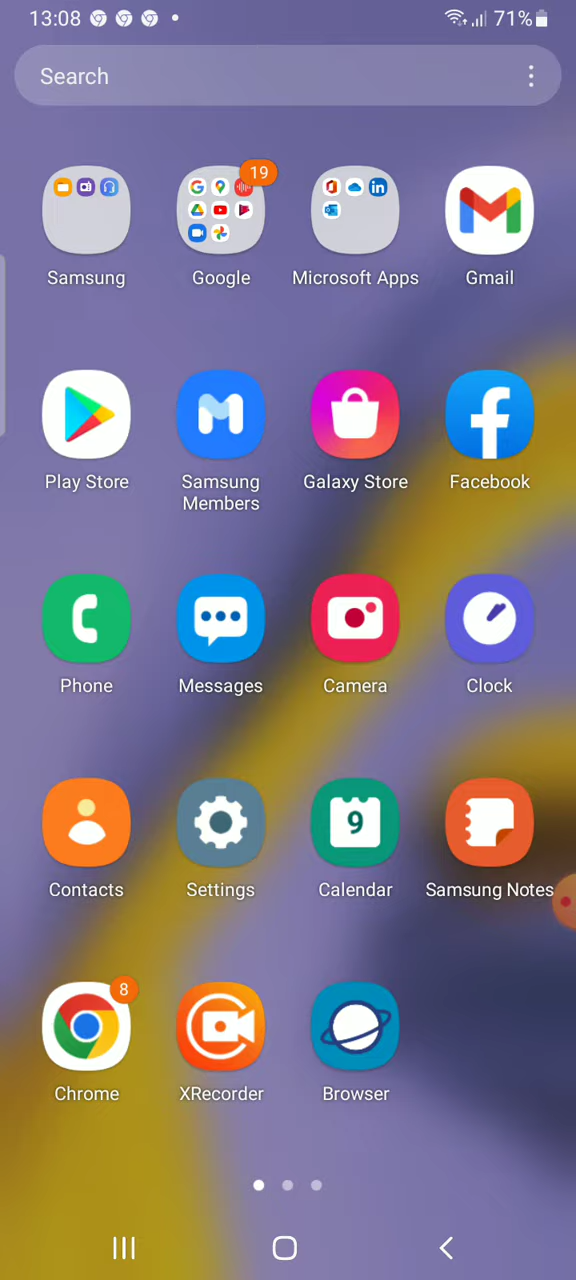 13:08 71%
Search
19
Samsung Google Microsoft Apps Gmail
Play Store Samsung Members Galaxy Store Facebook
Phone Messages Camera Clock
9
Contacts Settings Calendar Samsung Notes
8
Chrome XRecorder Browser